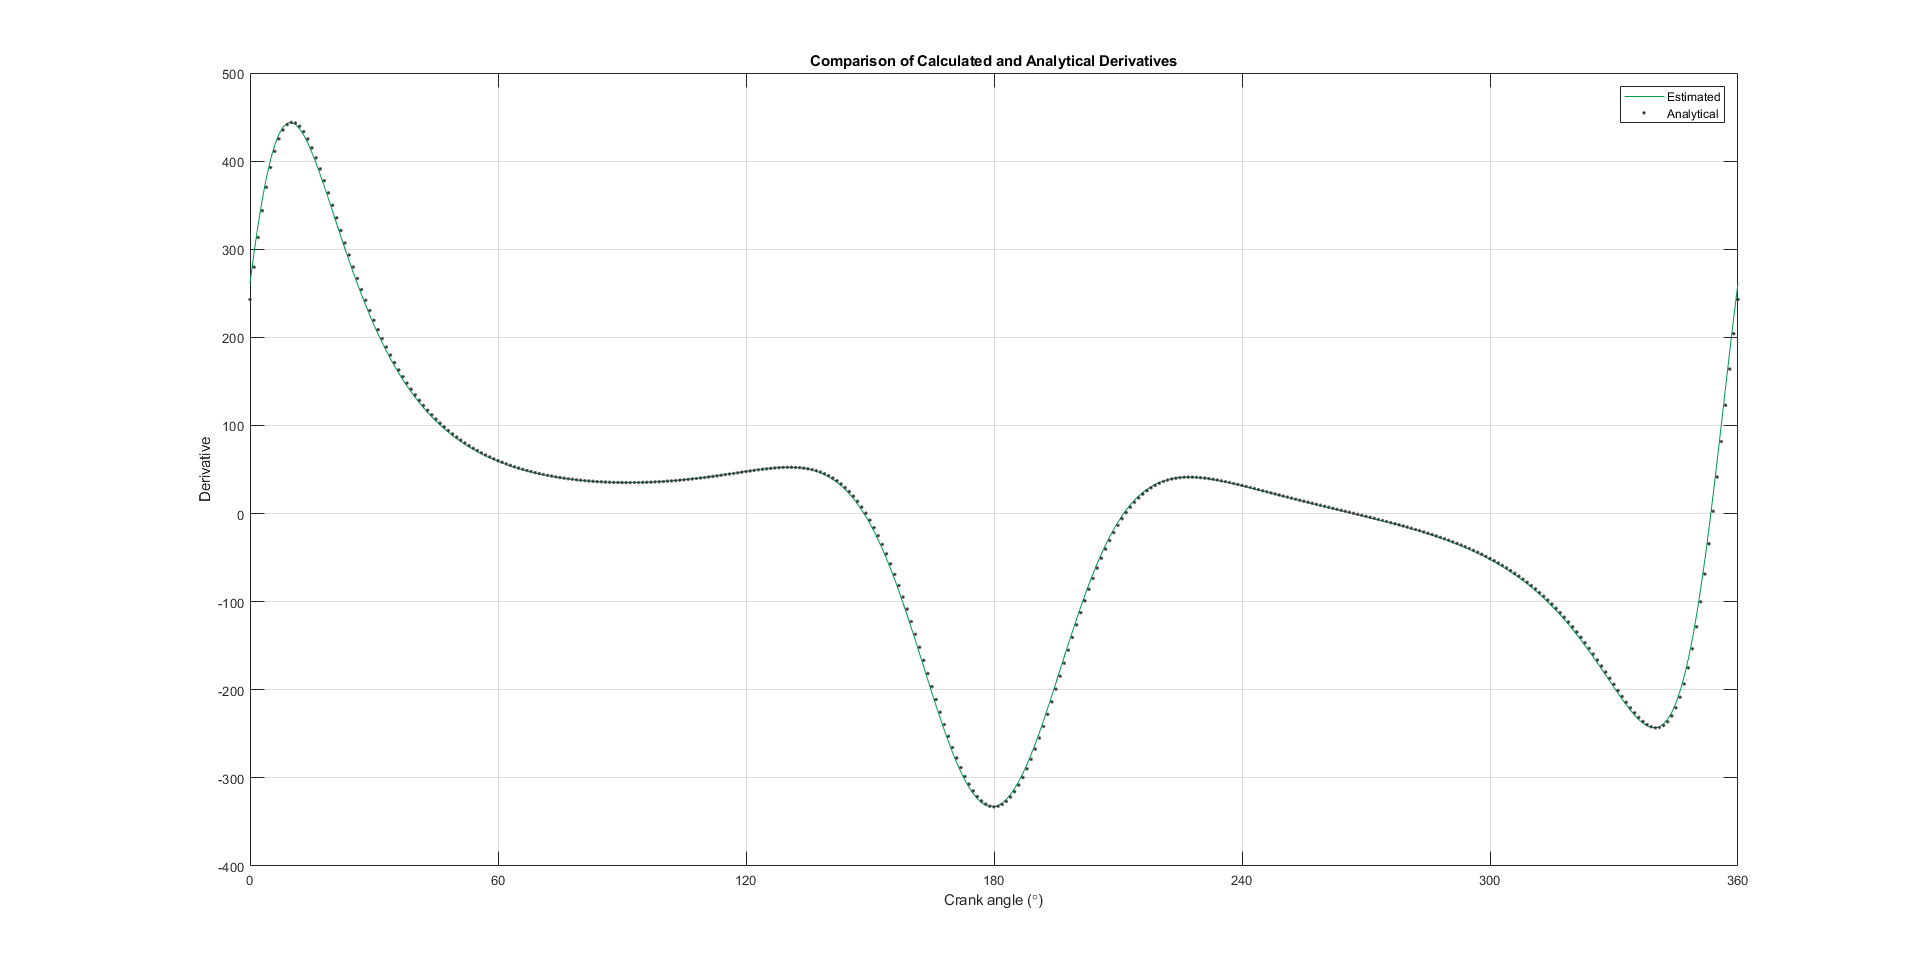 Comparison of Calculated and Analytical Derivatives
500
400
300
200
100
0
-100
-200
-300
-400
Derivative
Estimated
Analytical
0 60 120 180 240 300 360
Crank angle (°)